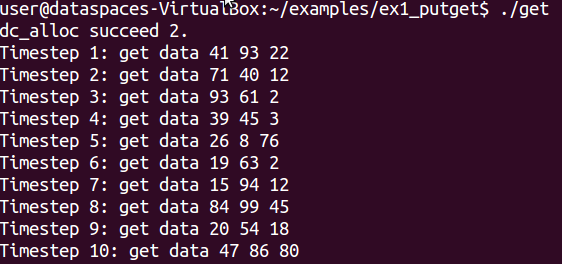 user@dataspaces-VirtualBox:~/examples/ex1_putget$ ./get
dc_alloc succeed 2.
Timestep 1: get data 41 93 22
Timestep 2: get data 71 40 12
Timestep 3: get data 93 61 2
Timestep 4: get data 39 45 3
Timestep 5: get data 26 8 76
Timestep 6: get data 19 63 2
Timestep 7: get data 15 94 12
Timestep 8: get data 84 99 45
Timestep 9: get data 20 54 18
Timestep 10: get data 47 86 80